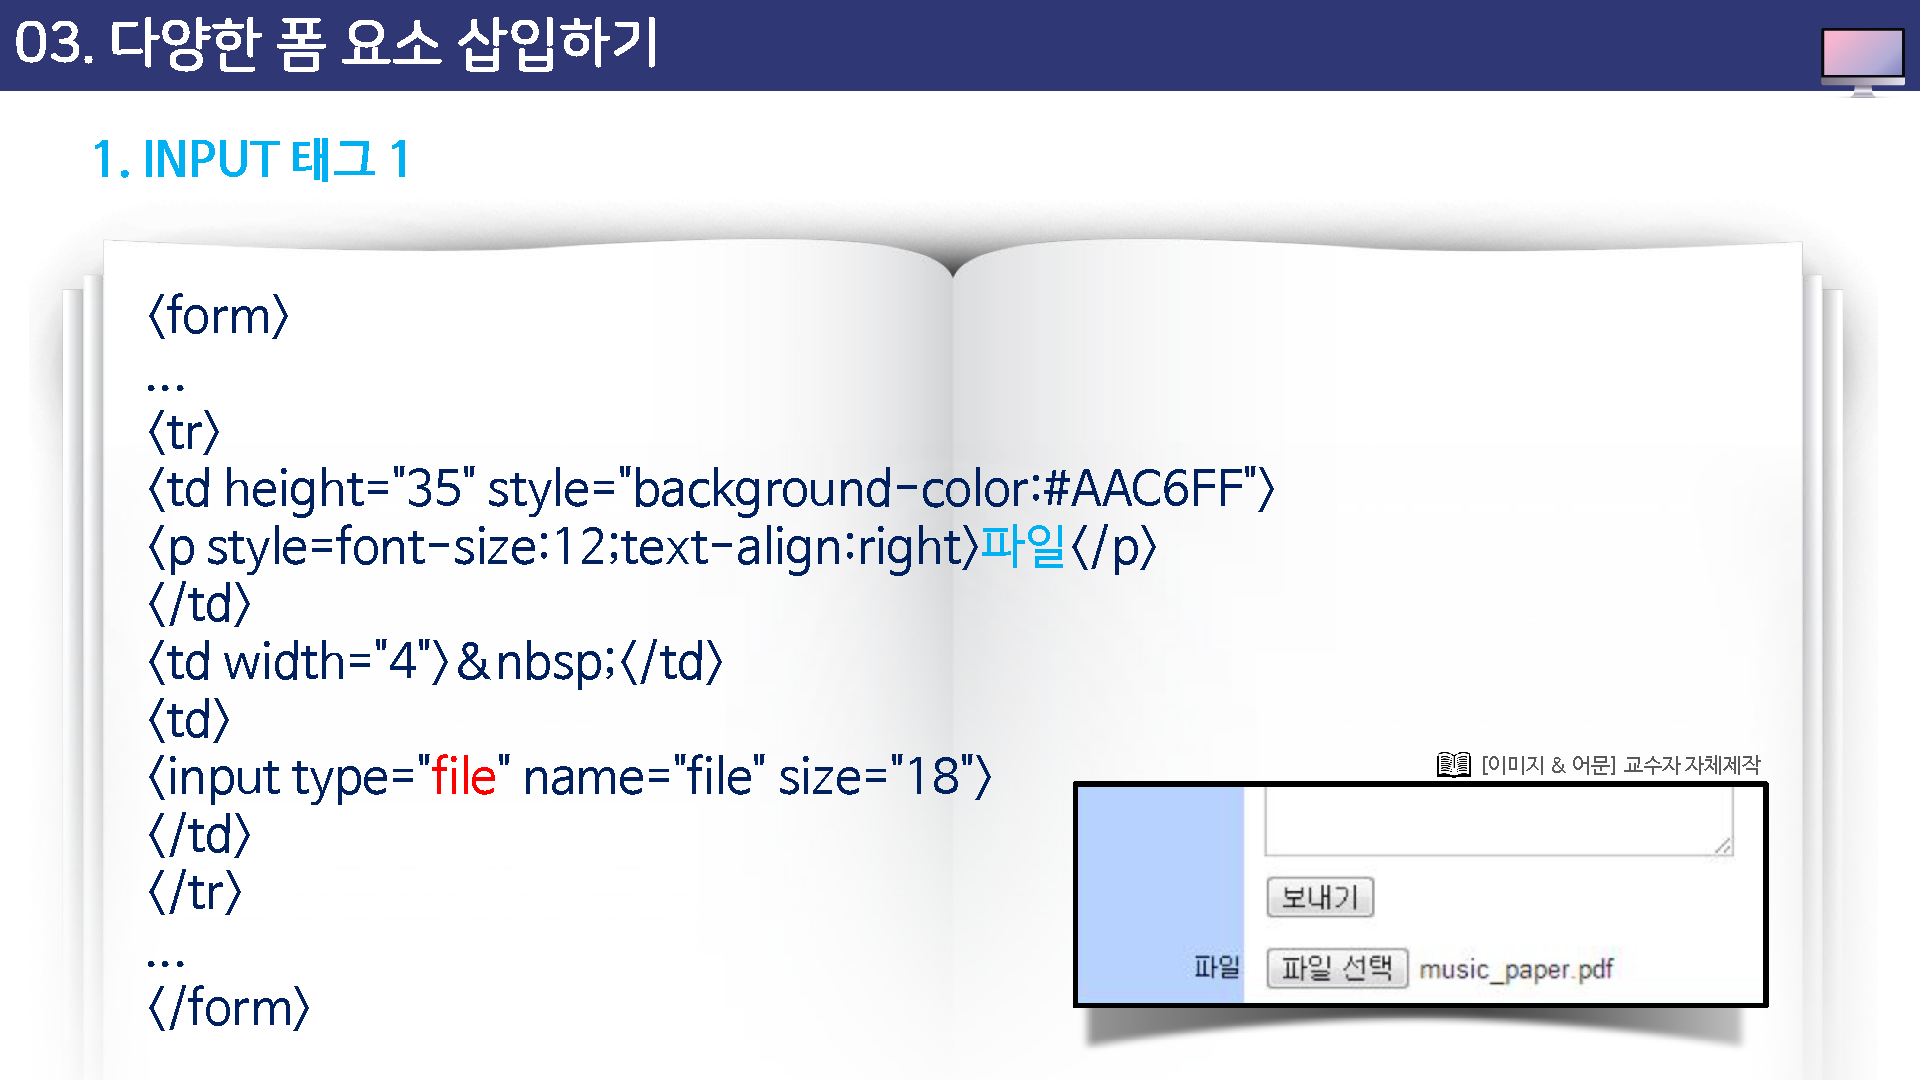 03. 다양한 폼 요소 삽입하기
1. INPUT 태그 1
<form>
...
<tr>
<td height="35" style="background-color:#AAC6FF">
<p style=font-size:12;text-align:right>파일</p>
</td>
<td width="4">&nbsp;</td>
<td>
<input type="file" name="file" size="18">
</td>
</tr>
...
</form>
[이미지 & 어문] 교수자 자체제작
보내기
파일 파일 선택 music_paper.pdf